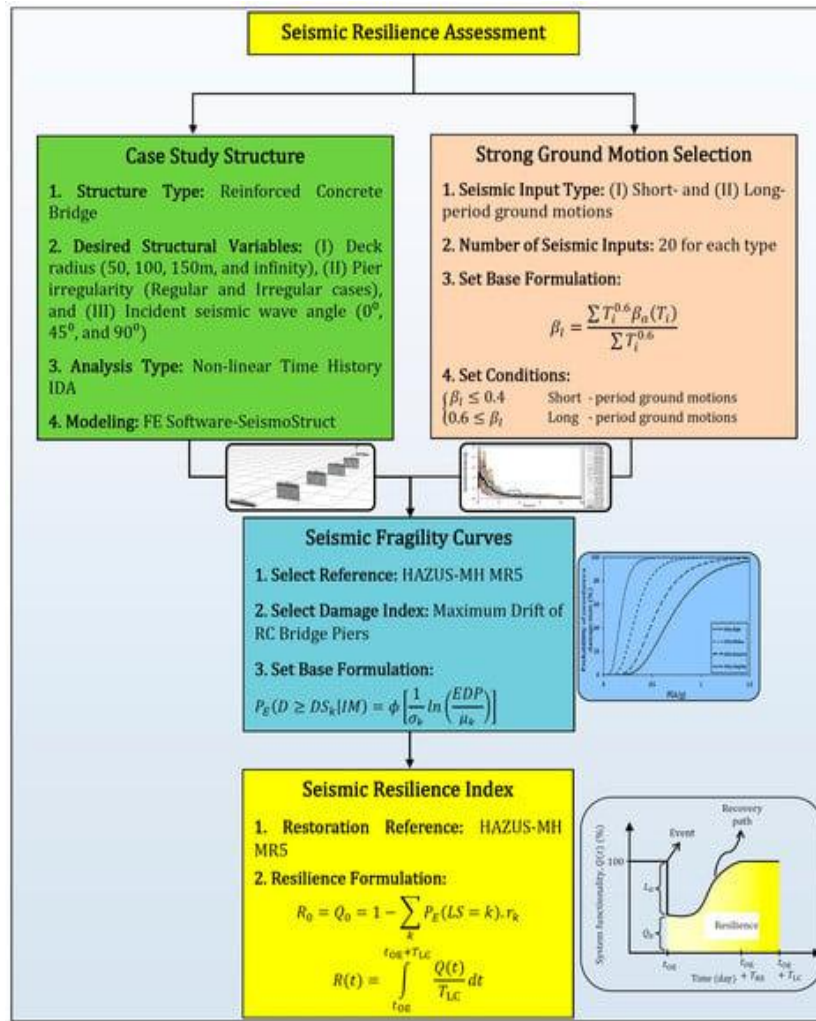 Seismic Resilience Assessment
Case Study Structure
1. Structure Type: Reinforced Concrete
Bridge
2. Desired Structural Variables: (I) Deck
radius (50, 100, 150m, and infinity), (II) Pier
irregularity (Regular and Irregular cases),
and (III) Incident seismic wave angle (0⁰,
45⁰, and 90⁰)
3. Analysis Type: Non-linear Time History
IDA
4. Modeling: FE Software-SeismoStruct
Strong Ground Motion Selection
1. Seismic Input Type: (I) Short- and (II) Long-
period ground motions
2. Number of Seismic Inputs: 20 for each type
3. Set Base Formulation:
β_l = ∑ T_i^0.6 β_α(T_i) / ∑ T_i^0.6
4. Set Conditions:
{β_l ≤ 0.4 Short - period ground motions
{0.6 ≤ β_l Long - period ground motions
Seismic Fragility Curves
1. Select Reference: HAZUS-MH MR5
2. Select Damage Index: Maximum Drift of
RC Bridge Piers
3. Set Base Formulation:
P_E(D ≥ DS_k|IM) = ϕ [1/σ_k ln (EDP/μ_k)]
PGA(g)
Seismic Resilience Index
1. Restoration Reference: HAZUS-MH
MR5
2. Resilience Formulation:
R_0 = Q_0 = 1 − ∑_k P_E(LS = k). r_k
R(t) = ∫_{t_OE}^{t_OE+T_LC} Q(t)/T_LC dt
Recovery
path
Event
System functionality, Q(t) (%)
100
L_0
Q_0
Resilience
t_OE
t_OE
+ T_RE
t_OE
+ T_LC
Time (day)